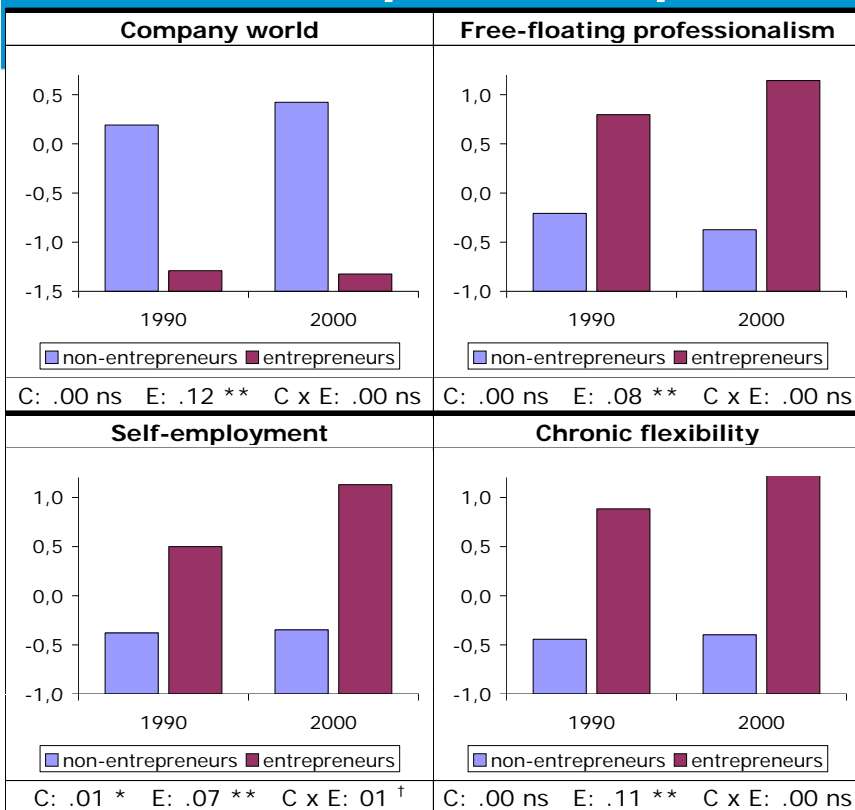 Company world
0,5
0,0
-0,5
-1,0
-1,5
1990 2000
non-entrepreneurs entrepreneurs
C: .00 ns E: .12 ** C x E: .00 ns
Free-floating professionalism
1,0
0,5
0,0
-0,5
-1,0
1990 2000
non-entrepreneurs entrepreneurs
C: .00 ns E: .08 ** C x E: .00 ns
Self-employment
1,0
0,5
0,0
-0,5
-1,0
1990 2000
non-entrepreneurs entrepreneurs
C: .01 * E: .07 ** C x E: 01 †
Chronic flexibility
1,0
0,5
0,0
-0,5
-1,0
1990 2000
non-entrepreneurs entrepreneurs
C: .00 ns E: .11 ** C x E: .00 ns